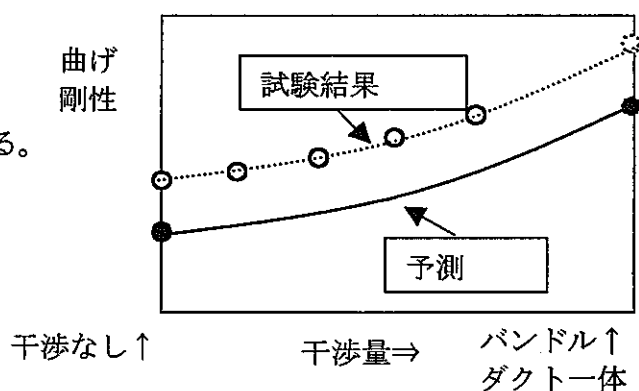 曲げ
剛性
る。
試験結果
予測
干渉なし↑
干渉量⇒
バンドル↑
ダクト一体